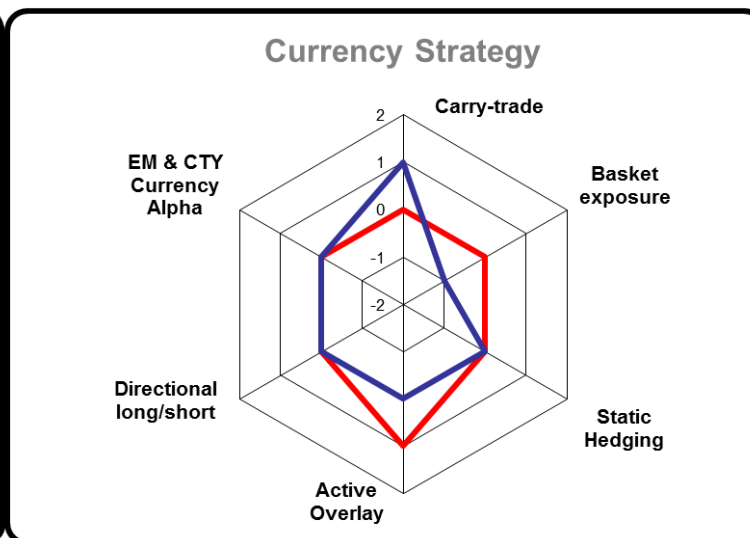 Currency Strategy
2
Carry-trade
1
EM & CTY
Currency
Alpha
Basket
exposure
0
-1
-2
Directional
long/short
Static
Hedging
Active
Overlay